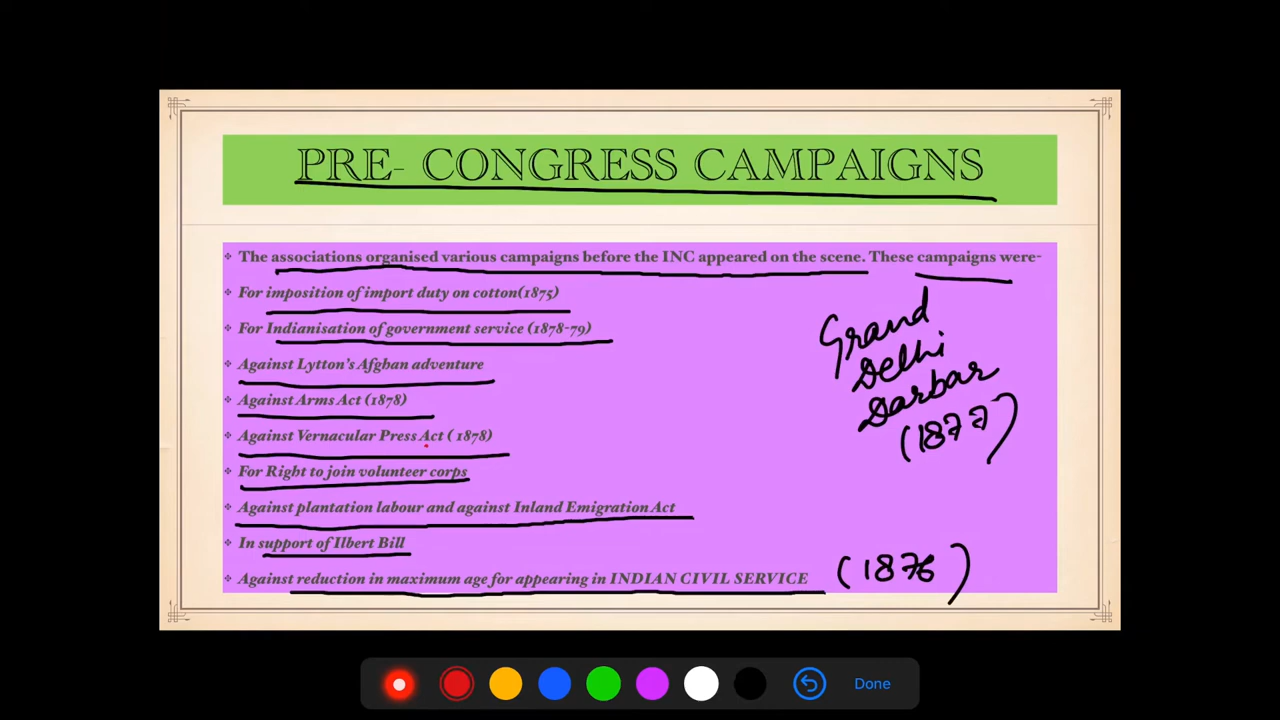 PRE- CONGRESS CAMPAIGNS
❖ The associations organised various campaigns before the INC appeared on the scene. These campaigns were-
❖ For imposition of import duty on cotton(1875)
❖ For Indianisation of government service (1878-79)
❖ Against Lytton's Afghan adventure
❖ Against Arms Act (1878)
❖ Against Vernacular Press Act ( 1878)
❖ For Right to join volunteer corps
❖ Against plantation labour and against Inland Emigration Act
❖ In support of Ilbert Bill
❖ Against reduction in maximum age for appearing in INDIAN CIVIL SERVICE (1876)
Grand
Delhi
Darbar
(1877)
Done